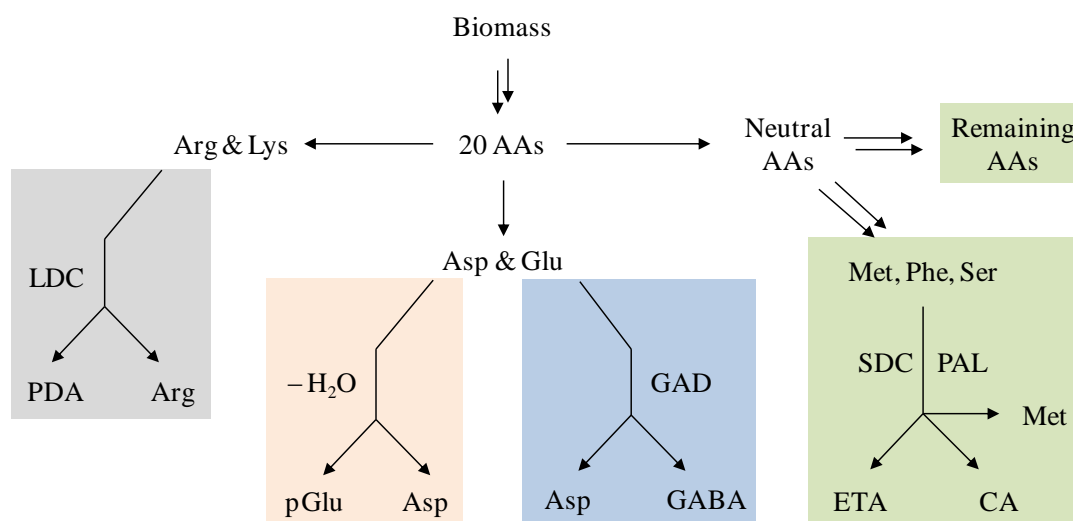 Biomass
Arg & Lys
20 AAs
Neutral
AAs
Remaining
AAs
Asp & Glu
LDC
PDA
Arg
– H₂O
pGlu
Asp
GAD
Asp
GABA
Met, Phe, Ser
SDC
PAL
Met
ETA
CA